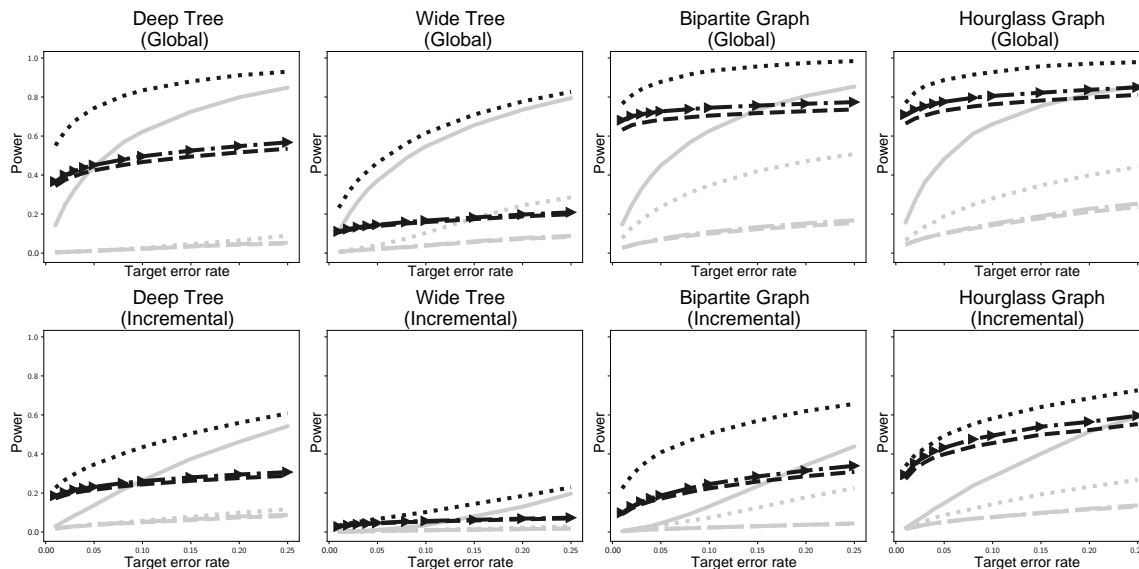 Deep Tree
(Global)
Wide Tree
(Global)
Bipartite Graph
(Global)
Hourglass Graph
(Global)
Power
1.0
0.8
0.6
0.4
0.2
0.0
Target error rate
Power
Target error rate
Power
Target error rate
Power
Target error rate
Deep Tree
(Incremental)
Wide Tree
(Incremental)
Bipartite Graph
(Incremental)
Hourglass Graph
(Incremental)
Power
1.0
0.8
0.6
0.4
0.2
0.0
0.00 0.05 0.10 0.15 0.20 0.25
Target error rate
Power
0.00 0.05 0.10 0.15 0.20 0.25
Target error rate
Power
0.00 0.05 0.10 0.15 0.20 0.25
Target error rate
Power
0.00 0.05 0.10 0.15 0.20
Target error rate